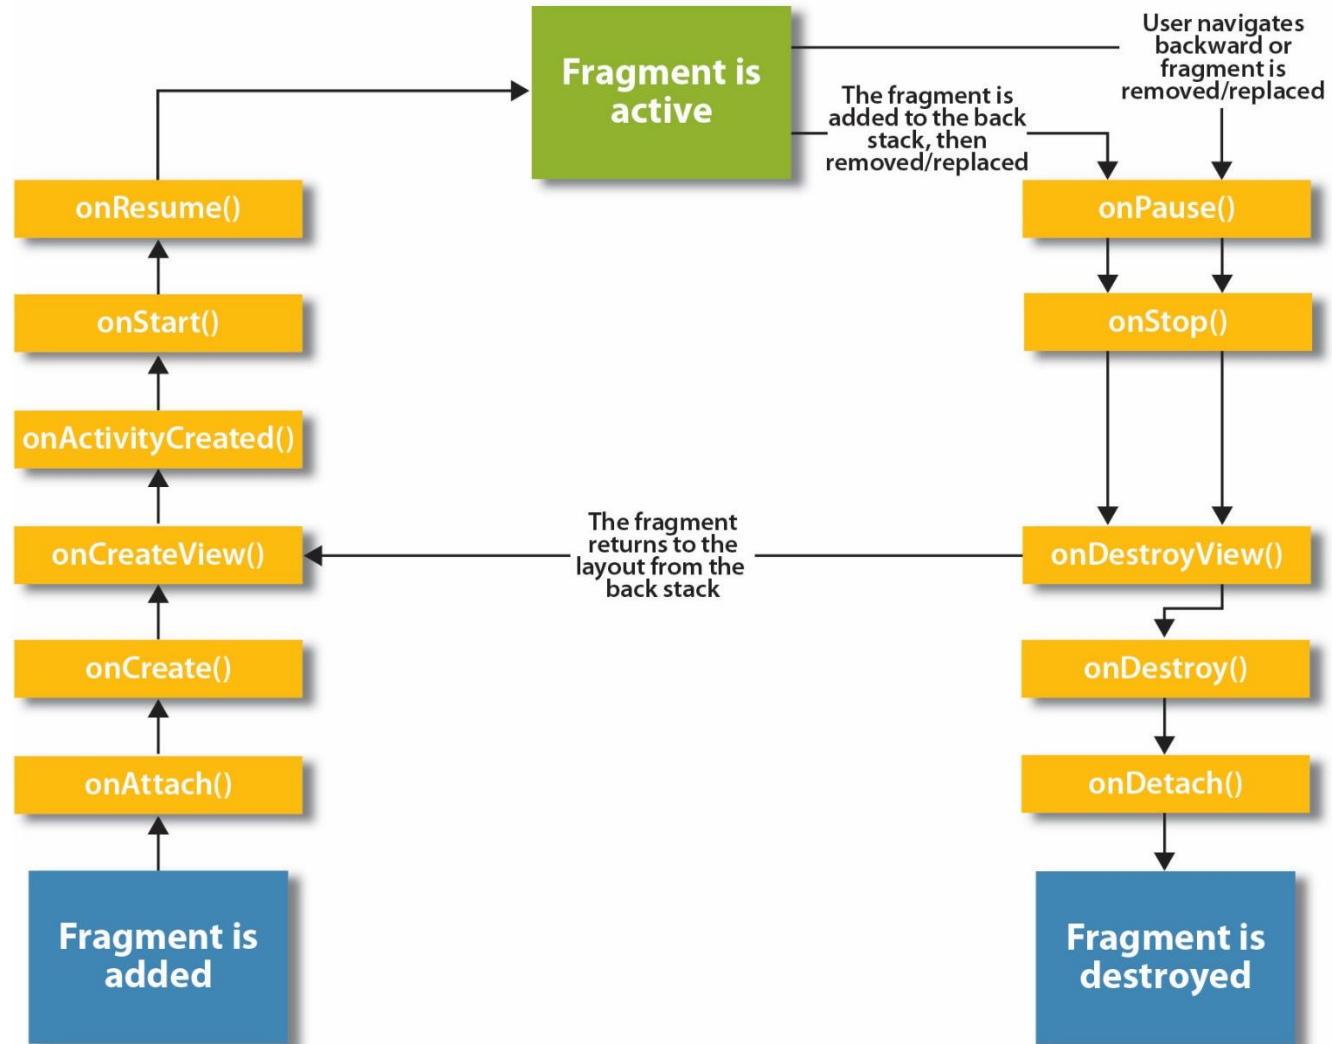 Fragment is
active
User navigates
backward or
fragment is
removed/replaced
The fragment is
added to the back
stack, then
removed/replaced
onResume()
onPause()
onStart()
onStop()
onActivityCreated()
onCreateView()
The fragment
returns to the
layout from the
back stack
onDestroyView()
onCreate()
onDestroy()
onAttach()
onDetach()
Fragment is
added
Fragment is
destroyed